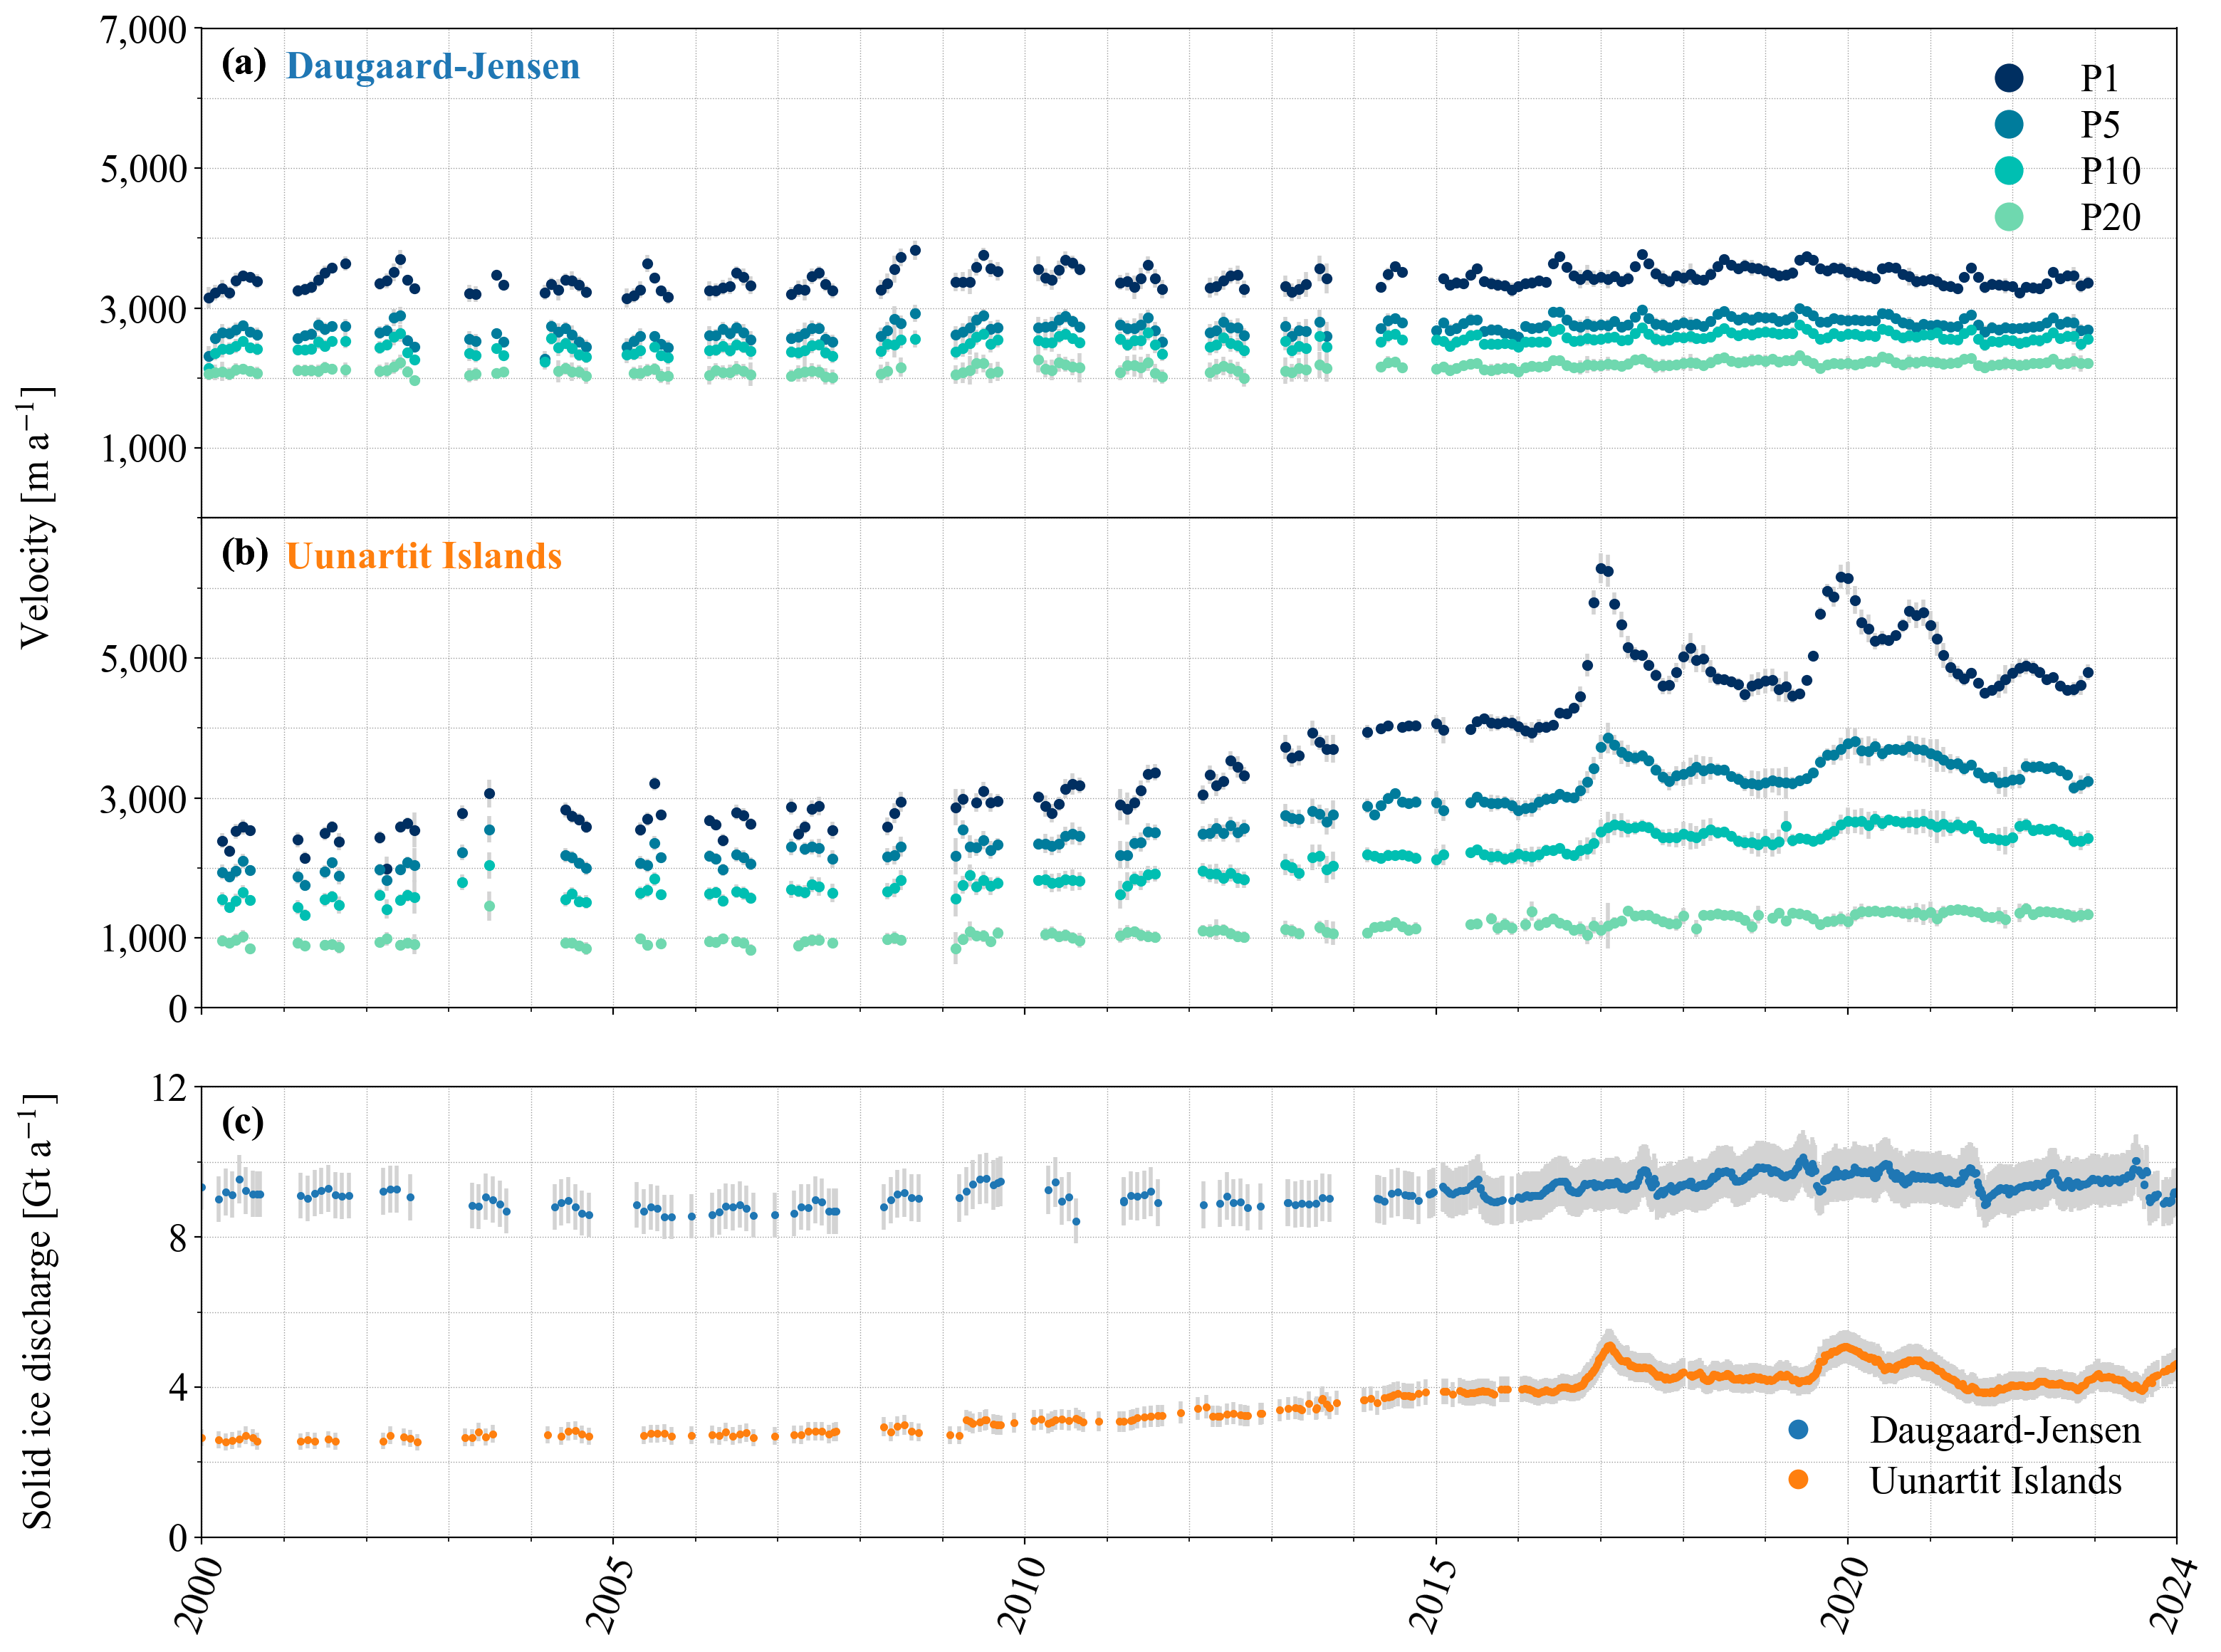 7,000
(a) Daugaard-Jensen
P1
P5
P10
P20
5,000
3,000
1,000
Velocity [m a⁻¹]
(b) Uunartit Islands
5,000
3,000
1,000
0
12
(c)
8
4
0
Solid ice discharge [Gt a⁻¹]
Daugaard-Jensen
Uunartit Islands
2000 2005 2010 2015 2020 2024